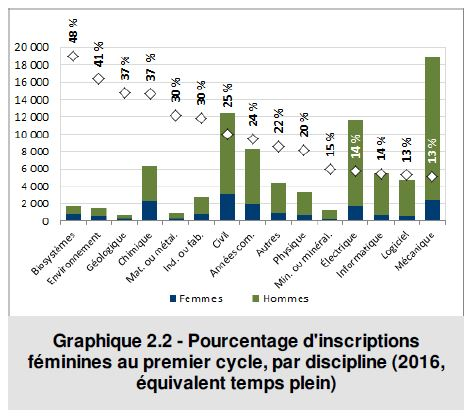 48 %
41 %
37 %
37 %
30 %
30 %
25 %
24 %
22 %
20 %
15 %
14 %
14 %
13 %
13 %
20 000
18 000
16 000
14 000
12 000
10 000
8 000
6 000
4 000
2 000
0
Biosystèmes
Environnement
Géologique
Chimique
Mat. ou métal.
Ind. ou fab.
Civil
Années com.
Autres
Physique
Min. ou minéral.
Électrique
Informatique
Logiciel
Mécanique
Femmes
Hommes
Graphique 2.2 - Pourcentage d'inscriptions
féminines au premier cycle, par discipline (2016,
équivalent temps plein)